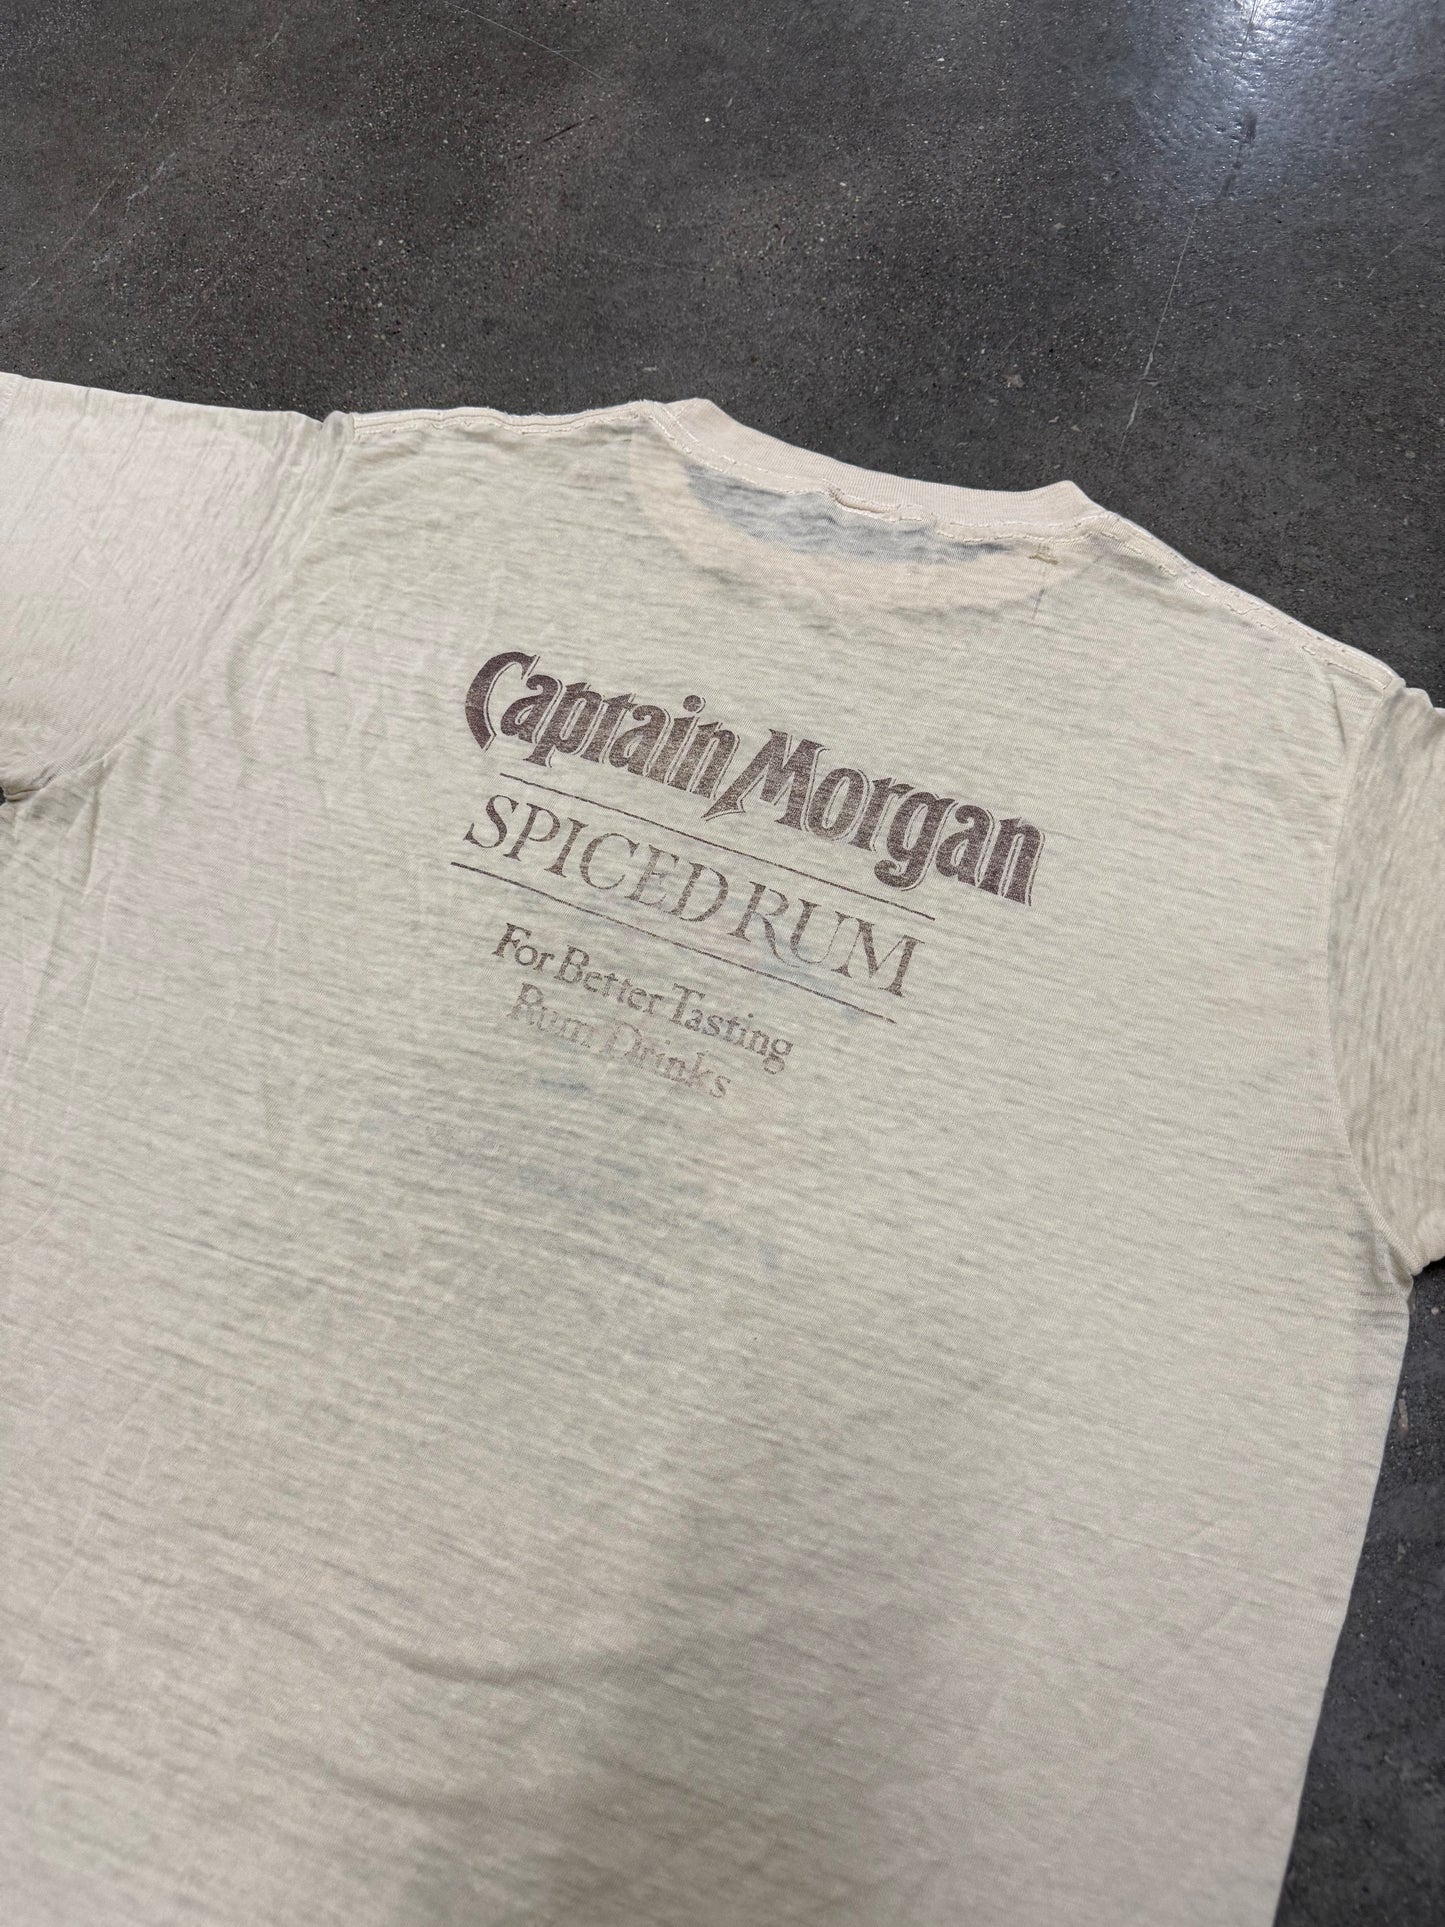 Captain Morgan
SPICED RUM
For Better Tasting
Rum Drinks